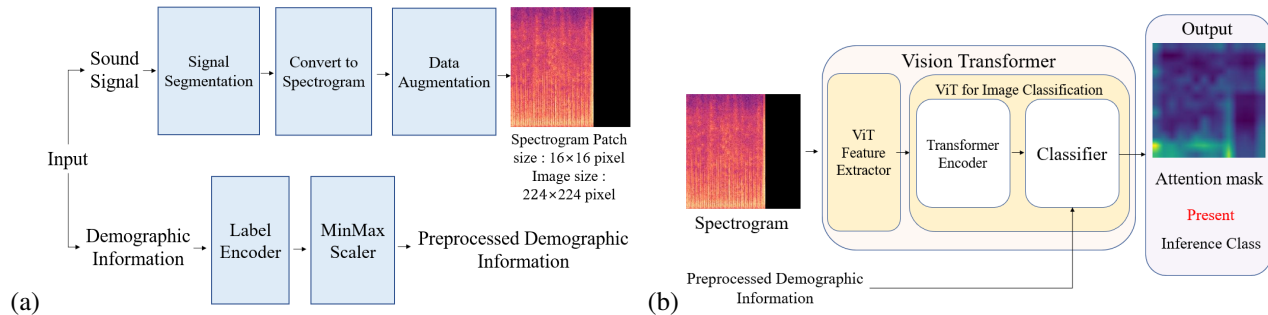 Input
Sound
Signal
Signal
Segmentation
Convert to
Spectrogram
Data
Augmentation
Spectrogram Patch
size : 16×16 pixel
Image size :
224×224 pixel
Demographic
Information
Label
Encoder
MinMax
Scaler
Preprocessed Demographic
Information
(a)
Spectrogram
Vision Transformer
ViT
Feature
Extractor
ViT for Image Classification
Transformer
Encoder
Classifier
Preprocessed Demographic
Information
Output
Attention mask
Present
Inference Class
(b)